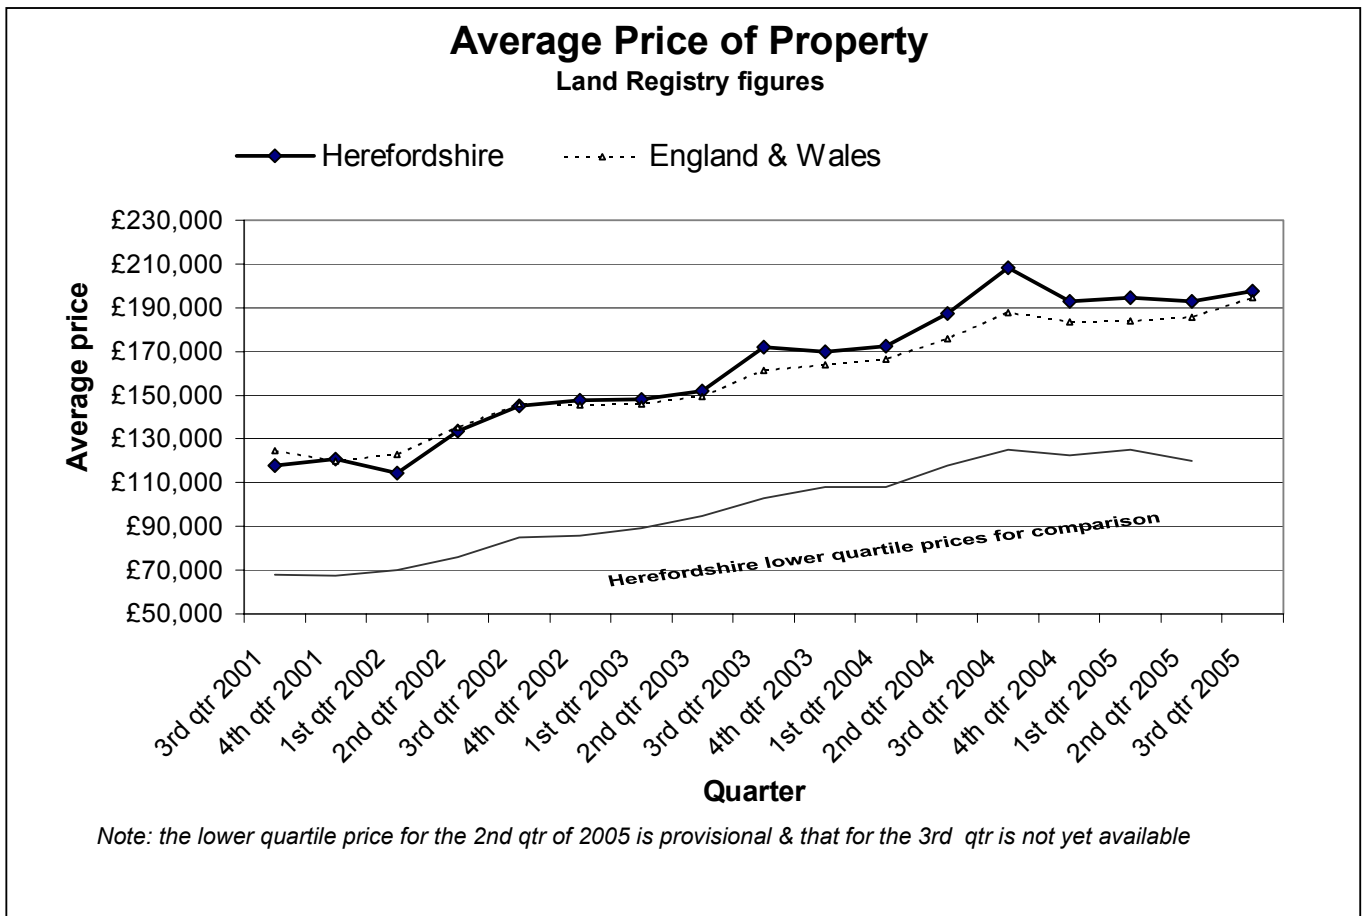 Average Price of Property
Land Registry figures
Herefordshire
England & Wales
£230,000
£210,000
£190,000
£170,000
£150,000
£130,000
£110,000
£90,000
£70,000
£50,000
Average price
Herefordshire lower quartile prices for comparison
3rd qtr 2001
4th qtr 2001
1st qtr 2002
2nd qtr 2002
3rd qtr 2002
4th qtr 2002
1st qtr 2003
2nd qtr 2003
3rd qtr 2003
4th qtr 2003
1st qtr 2004
2nd qtr 2004
3rd qtr 2004
4th qtr 2004
1st qtr 2005
2nd qtr 2005
3rd qtr 2005
Quarter
Note: the lower quartile price for the 2nd qtr of 2005 is provisional & that for the 3rd qtr is not yet available